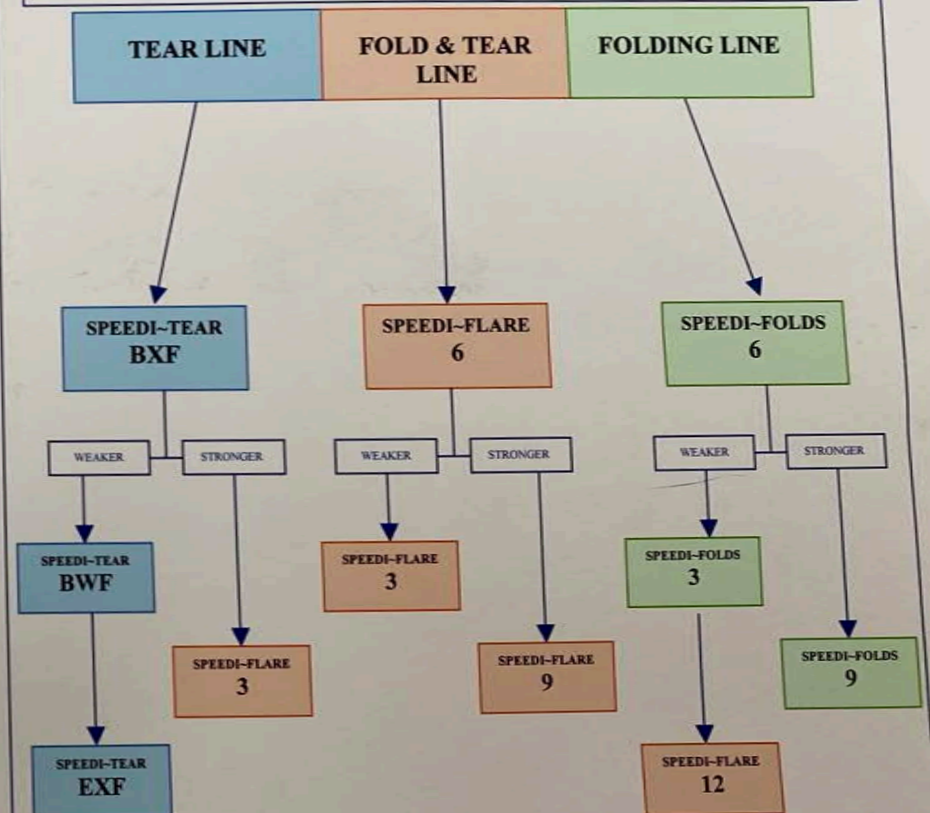 TEAR LINE
FOLD & TEAR
LINE
FOLDING LINE
SPEEDI~TEAR
BXF
SPEEDI~FLARE
6
SPEEDI~FOLDS
6
WEAKER
STRONGER
WEAKER
STRONGER
WEAKER
STRONGER
SPEEDI~TEAR
BWF
SPEEDI~FLARE
3
SPEEDI~FOLDS
3
SPEEDI~FLARE
3
SPEEDI~FLARE
9
SPEEDI~FOLDS
9
SPEEDI~TEAR
EXF
SPEEDI~FLARE
12